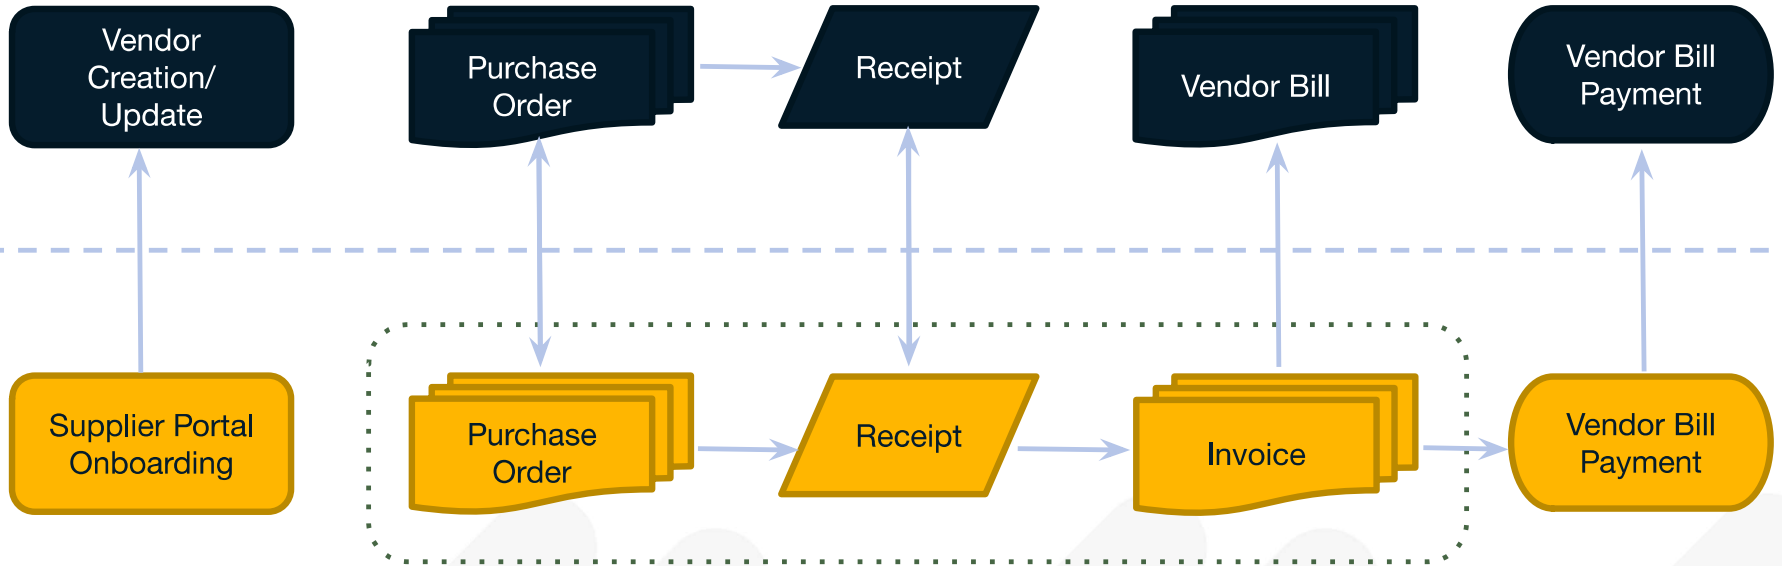 Vendor
Creation/
Update
Purchase
Order
Receipt
Vendor Bill
Vendor Bill
Payment
Supplier Portal
Onboarding
Purchase
Order
Receipt
Invoice
Vendor Bill
Payment